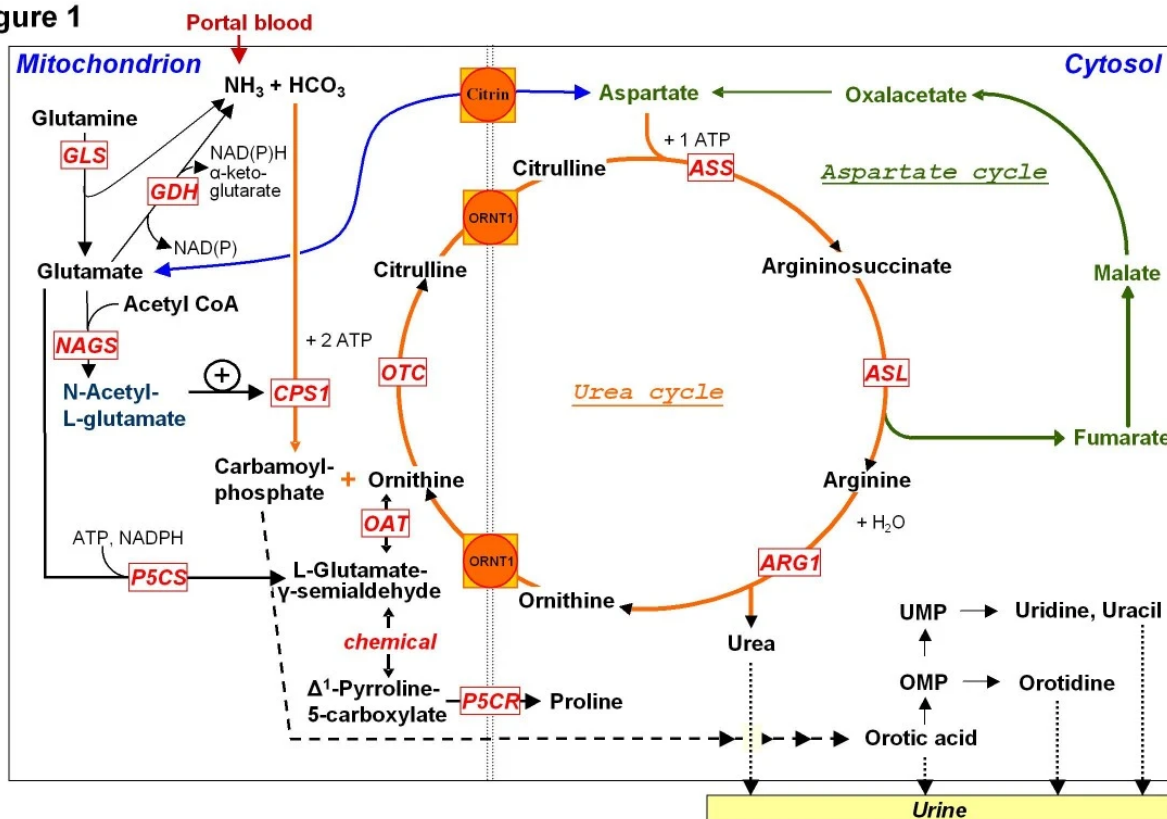 gure 1
Portal blood
Mitochondrion
Cytosol
NH₃ + HCO₃
Citrin
Aspartate
Oxalacetate
Glutamine
+ 1 ATP
GLS
NAD(P)H
α-keto-
glutarate
GDH
Citrulline
ASS
Aspartate cycle
ORNT1
NAD(P)
Glutamate
Citrulline
Argininosuccinate
Malate
Acetyl CoA
NAGS
+ 2 ATP
OTC
ASL
+
N-Acetyl-
L-glutamate
CPS1
Urea cycle
Fumarate
Carbamoyl-
phosphate
+
Ornithine
Arginine
+ H₂O
OAT
ATP, NADPH
P5CS
L-Glutamate-
γ-semialdehyde
ORNT1
ARG1
Ornithine
UMP
Uridine, Uracil
chemical
Urea
Δ¹-Pyrroline-
5-carboxylate
P5CR
Proline
OMP
Orotidine
Orotic acid
Urine